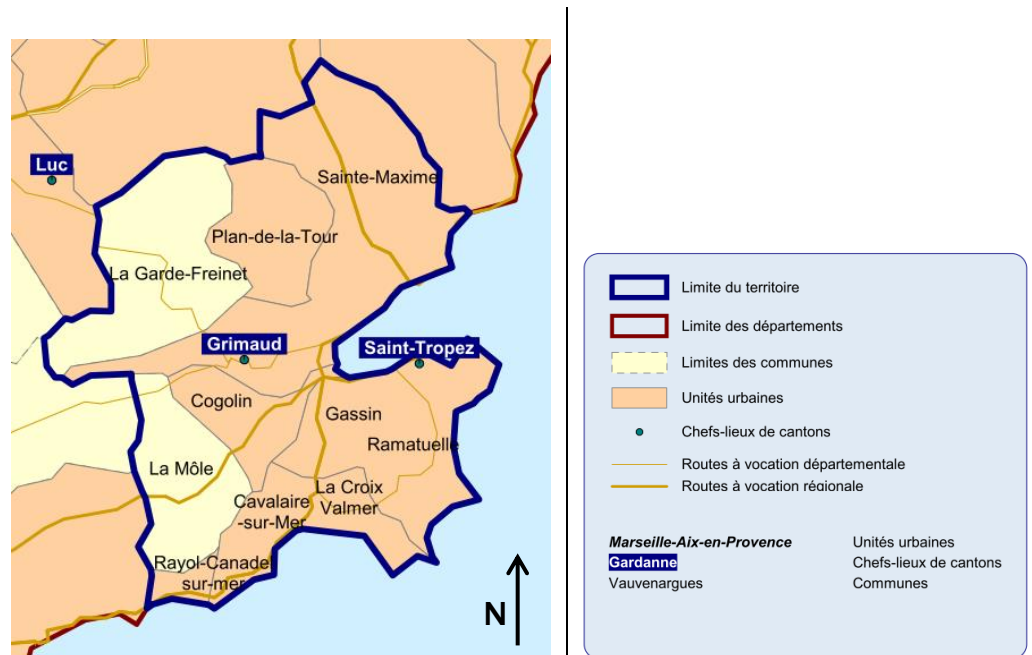 Luc
Sainte-Maxime
Plan-de-la-Tour
La Garde-Freinet
Grimaud
Saint-Tropez
Cogolin
Gassin
Ramatuelle
La Môle
La Croix
Valmer
Cavalaire
-sur-Mer
Rayol-Canadel
sur-mer
N
Limite du territoire
Limite des départements
Limites des communes
Unités urbaines
Chefs-lieux de cantons
Routes à vocation départementale
Routes à vocation régionale
Marseille-Aix-en-Provence Unités urbaines
Gardanne Chefs-lieux de cantons
Vauvenargues Communes